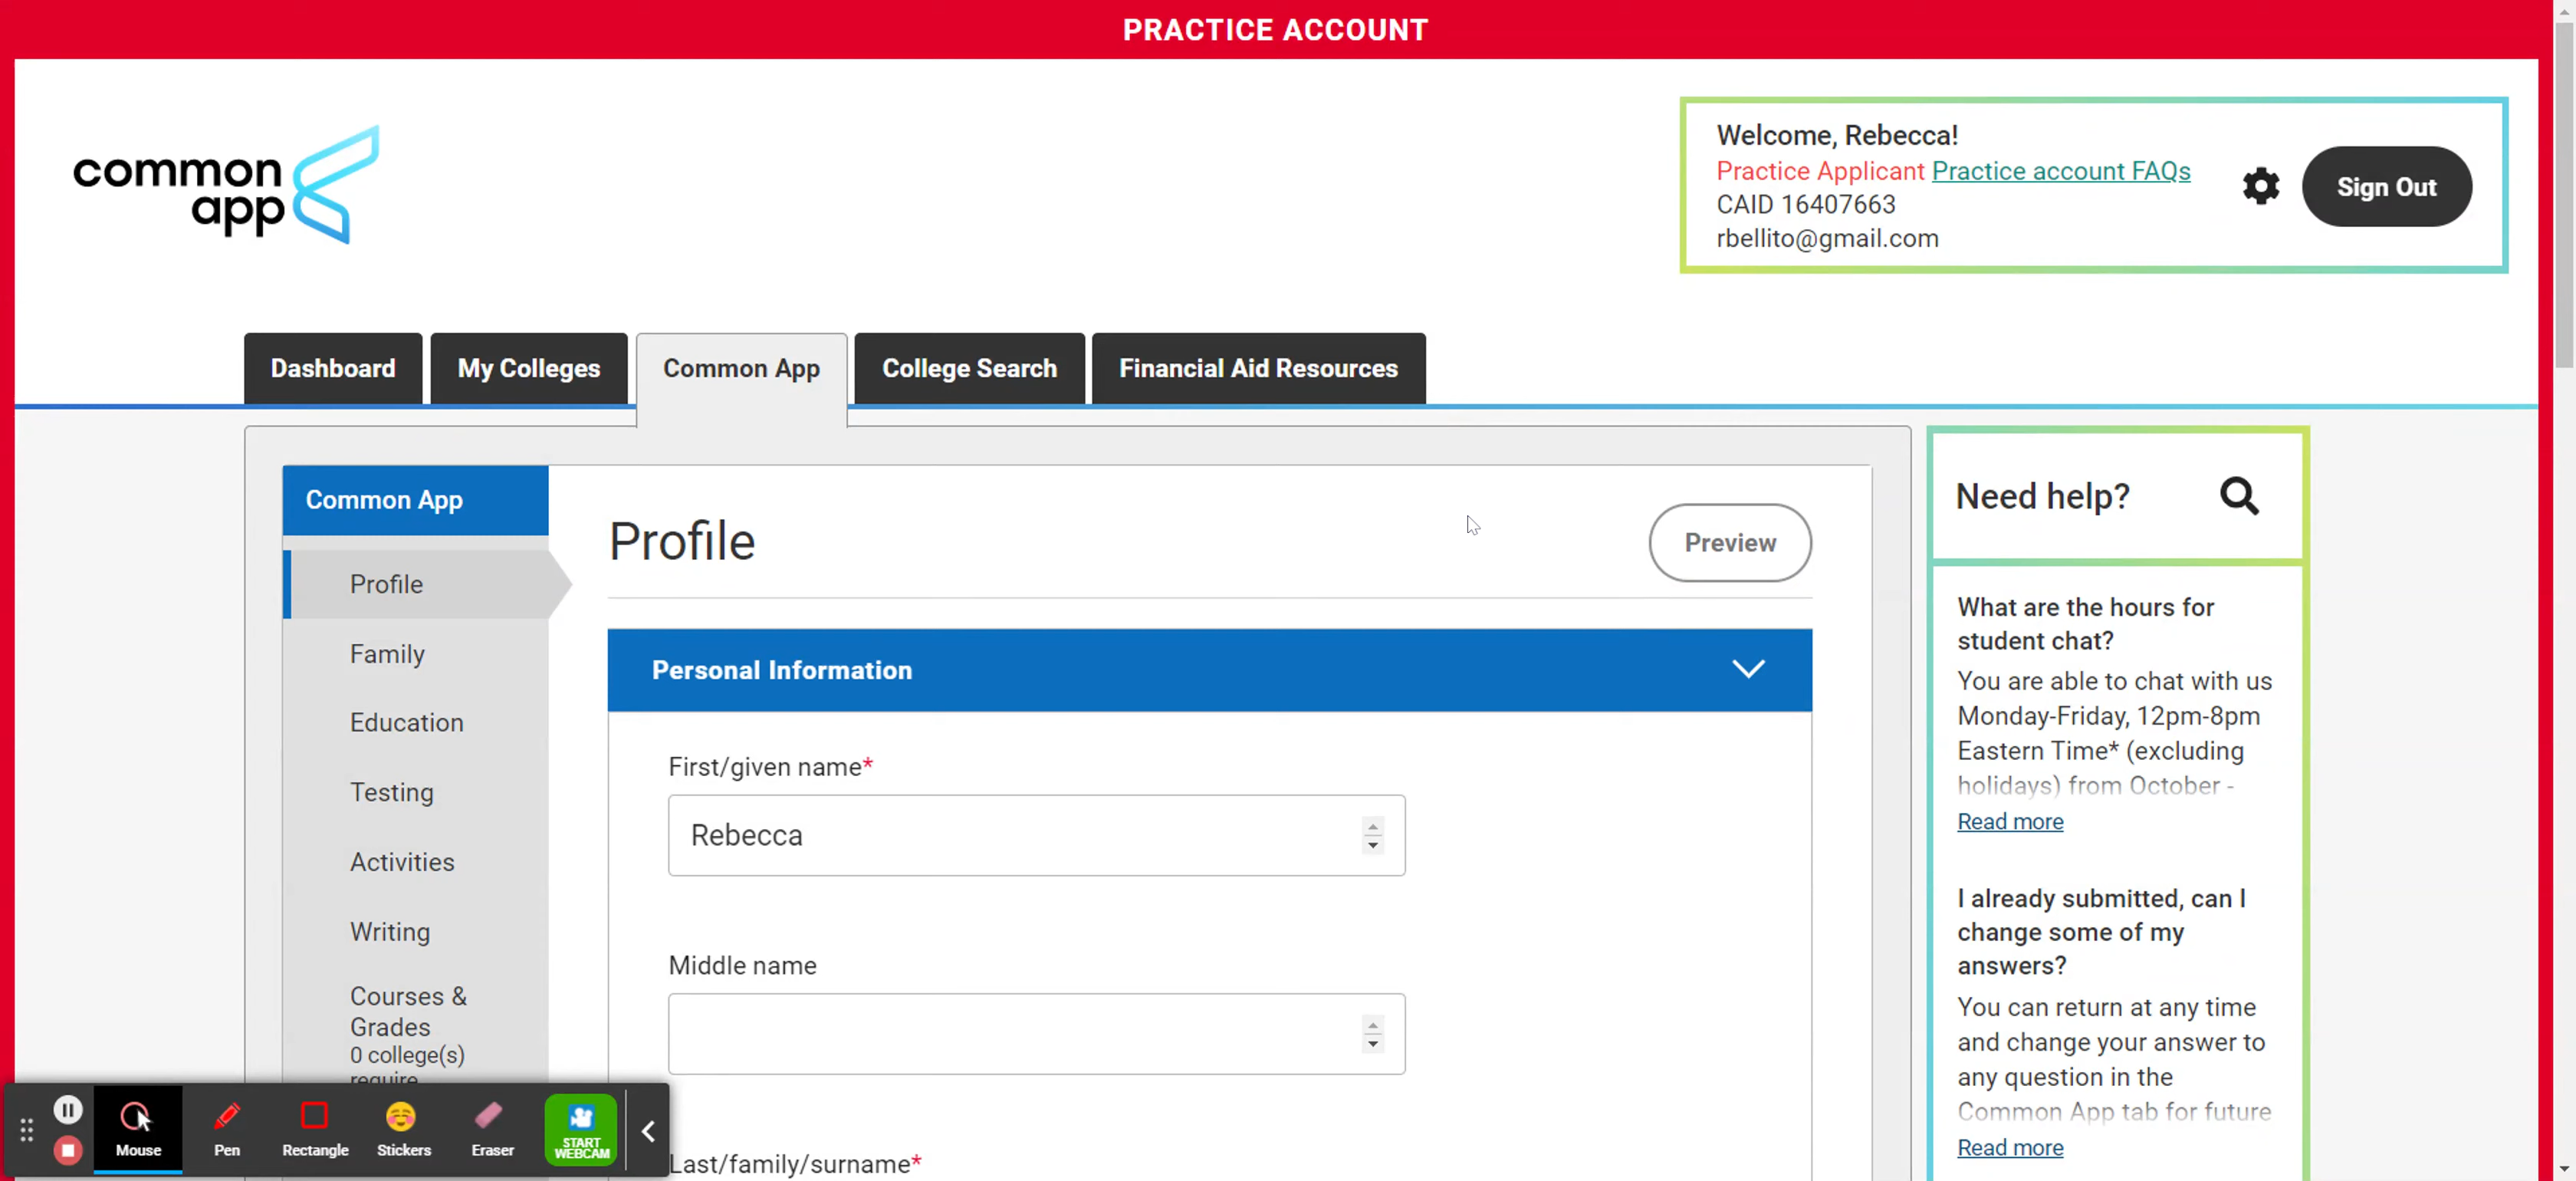 PRACTICE ACCOUNT
common
app
Welcome, Rebecca!
Practice Applicant Practice account FAQs
CAID 16407663
rbellito@gmail.com
Sign Out
Dashboard
My Colleges
Common App
College Search
Financial Aid Resources
Common App
Profile
Family
Education
Testing
Activities
Writing
Courses &
Grades
0 college(s)
require
Profile
Preview
Personal Information
First/given name*
Rebecca
Middle name
Last/family/surname*
Need help?
What are the hours for
student chat?
You are able to chat with us
Monday-Friday, 12pm-8pm
Eastern Time* (excluding
holidays) from October -
Read more
I already submitted, can I
change some of my
answers?
You can return at any time
and change your answer to
any question in the
Common App tab for future
Read more
Mouse
Pen
Rectangle
Stickers
Eraser
START
WEBCAM